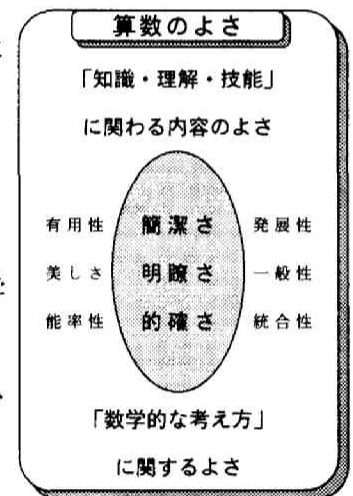 算数のよさ
「知識・理解・技能」
に関わる内容のよさ
有用性 簡潔さ 発展性
美しさ 明瞭さ 一般性
能率性 的確さ 統合性
「数学的な考え方」
に関するよさ